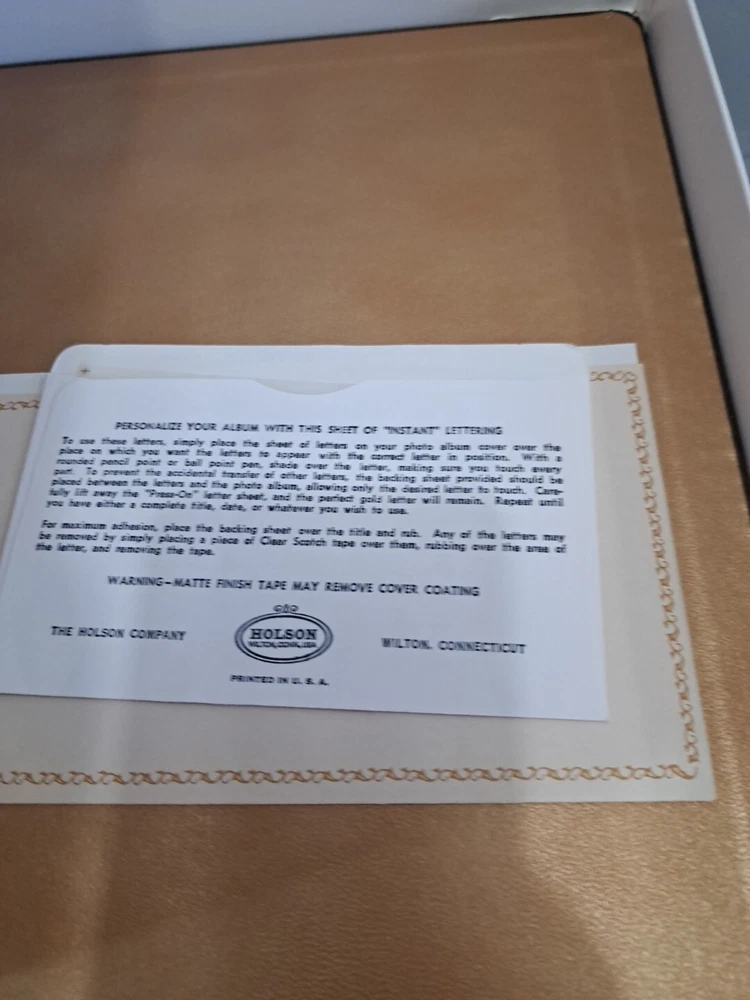 PERSONALIZE YOUR ALBUM WITH THIS SHEET OF "INSTANT" LETTERING
To use these letters, simply place the sheet of letters on your photo album cover over the
place on which you want the letters to appear with the correct letter in position. With a
rounded pencil point or ball point pen, shade over the letter, making sure you touch every
part. To prevent the accidental transfer of other letters, the backing sheet provided should be
placed between the letters and the photo album, allowing only the desired letter to touch. Care-
fully lift away the "Press-On" letter sheet, and the perfect gold letter will remain. Repeat until
you have either a complete title, date, or whatever you wish to use.
For maximum adhesion, place the backing sheet over the title and rub. Any of the letters may
be removed by simply placing a piece of Clear Scotch tape over them, rubbing over the area of
the letter, and removing the tape.
WARNING—MATTE FINISH TAPE MAY REMOVE COVER COATING
THE HOLSON COMPANY
HOLSON
WILTON, CONN., USA
WILTON, CONNECTICUT
PRINTED IN U. S. A.